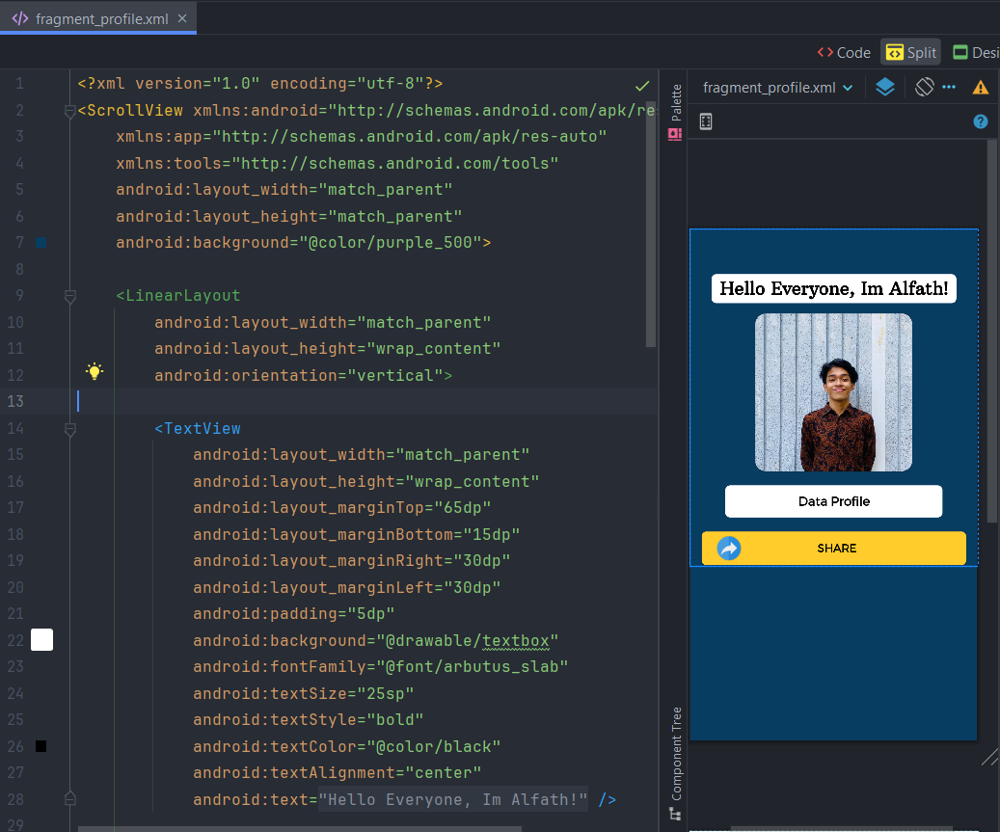 fragment_profile.xml
Code
Split
Desi
1 <?xml version="1.0" encoding="utf-8"?>
2 <ScrollView xmlns:android="http://schemas.android.com/apk/re
3 xmlns:app="http://schemas.android.com/apk/res-auto"
4 xmlns:tools="http://schemas.android.com/tools"
5 android:layout_width="match_parent"
6 android:layout_height="match_parent"
7 android:background="@color/purple_500">
8
9 <LinearLayout
10 android:layout_width="match_parent"
11 android:layout_height="wrap_content"
12 android:orientation="vertical">
13
14 <TextView
15 android:layout_width="match_parent"
16 android:layout_height="wrap_content"
17 android:layout_marginTop="65dp"
18 android:layout_marginBottom="15dp"
19 android:layout_marginRight="30dp"
20 android:layout_marginLeft="30dp"
21 android:padding="5dp"
22 android:background="@drawable/textbox"
23 android:fontFamily="@font/arbutus_slab"
24 android:textSize="25sp"
25 android:textStyle="bold"
26 android:textColor="@color/black"
27 android:textAlignment="center"
28 android:text="Hello Everyone, Im Alfath!" />
29
Palette
Component Tree
fragment_profile.xml
Hello Everyone, Im Alfath!
Data Profile
SHARE